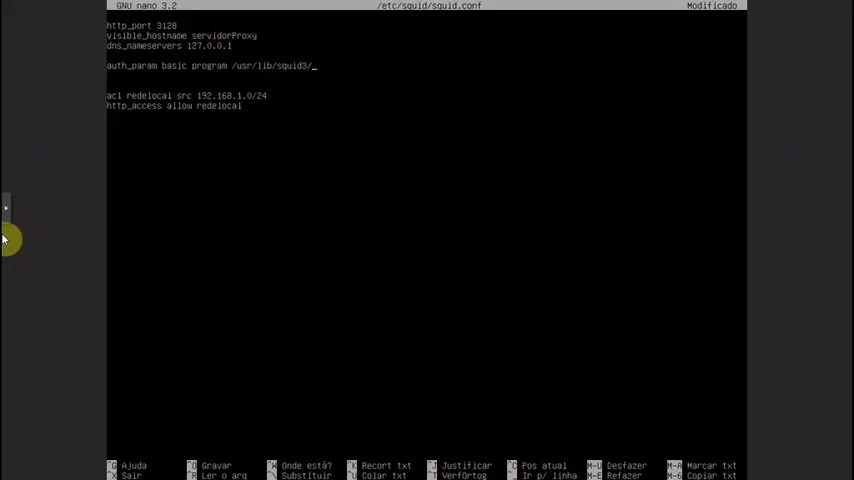 GNU nano 3.2 /etc/squid/squid.conf Modificado
http_port 3128
visible_hostname servidorProxy
dns_nameservers 127.0.0.1
auth_param basic program /usr/lib/squid3/_
acl redelocal src 192.168.1.0/24
http_access allow redelocal
^G Ajuda ^O Gravar ^W Onde está? ^K Recort txt ^J Justificar ^C Pos atual M-U Desfazer M-A Marcar txt
^X Sair ^R Ler o arq ^\ Substituir ^U Colar txt ^T VerfOrtog ^_ Ir p/ linha M-E Refazer M-6 Copiar txt